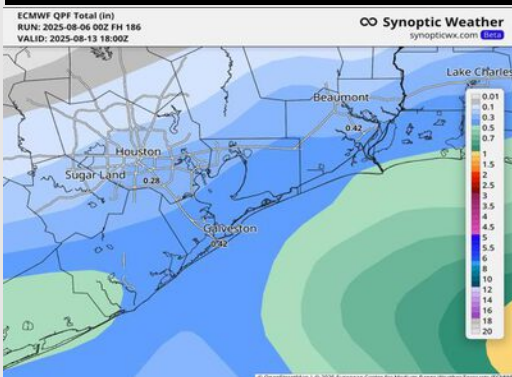 ECMWF QPF Total (in)
RUN: 2025-08-06 00Z FH 186
VALID: 2025-08-13 18:00Z
Synoptic Weather
synopticwx.com Beta
Lake Charles
Beaumont
0.42
Houston
Sugar Land
0.28
Galveston
0.42
0.01
0.1
0.3
0.5
0.7
1
1.5
2
2.5
3
3.5
4
4.5
5
5.5
6
8
10
12
14
16
18
20